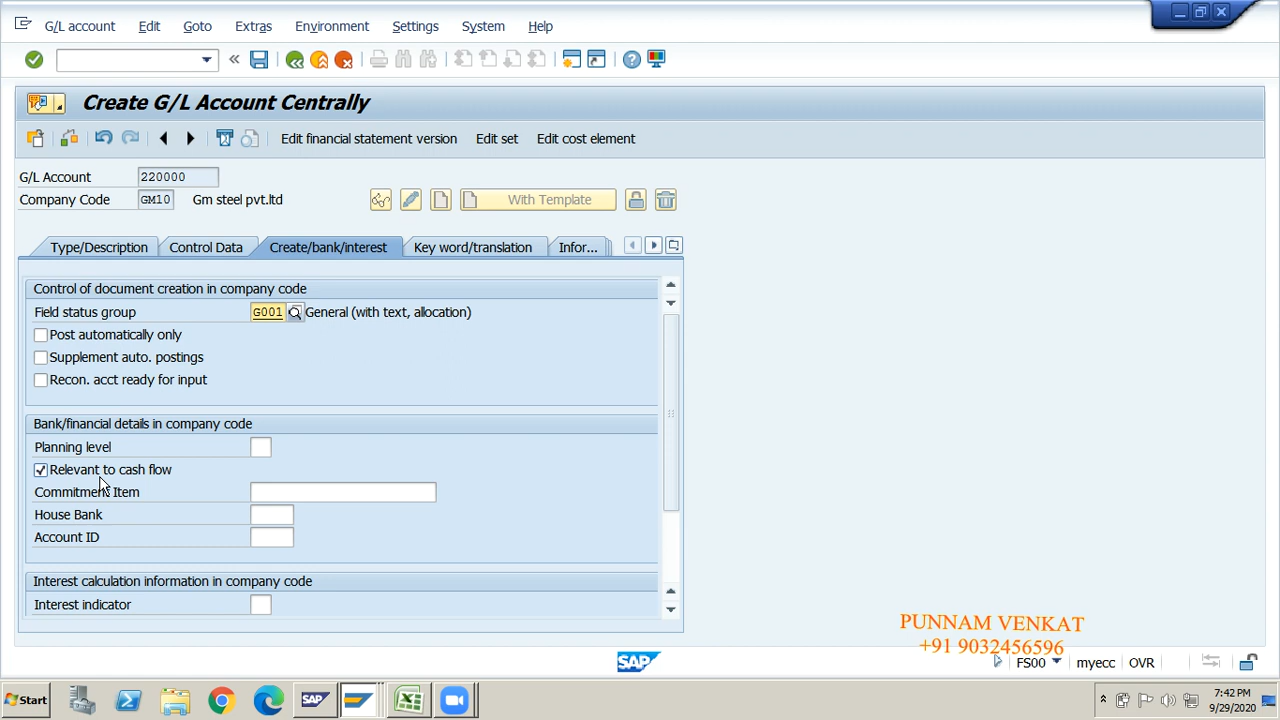 G/L account Edit Goto Extras Environment Settings System Help
Create G/L Account Centrally
Edit financial statement version Edit set Edit cost element
G/L Account 220000
Company Code GM10 Gm steel pvt.ltd With Template
Type/Description Control Data Create/bank/interest Key word/translation Infor...
Control of document creation in company code
Field status group G001 General (with text, allocation)
Post automatically only
Supplement auto. postings
Recon. acct ready for input
Bank/financial details in company code
Planning level
Relevant to cash flow
Commitment Item
House Bank
Account ID
Interest calculation information in company code
Interest indicator
PUNNAM VENKAT
+91 9032456596
SAP FS00 myecc OVR
Start SAP 7:42 PM
9/29/2020